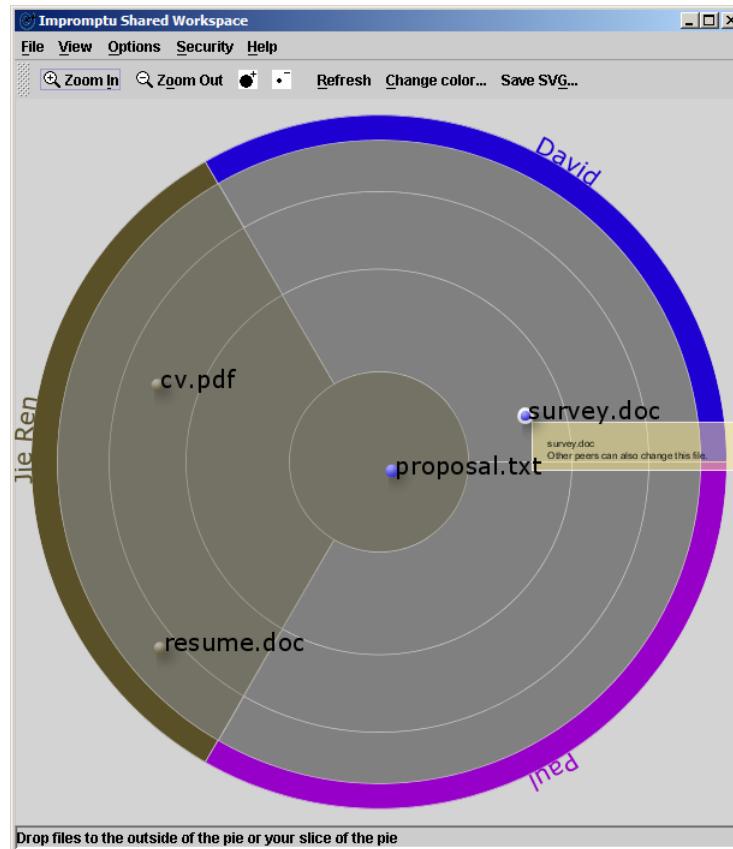 Impromptu Shared Workspace
File View Options Security Help
Zoom In Zoom Out Refresh Change color... Save SVG...
David
cv.pdf
Jie Ren
survey.doc
survey.doc
Other peers can also change this file.
proposal.txt
resume.doc
Paul
Drop files to the outside of the pie or your slice of the pie